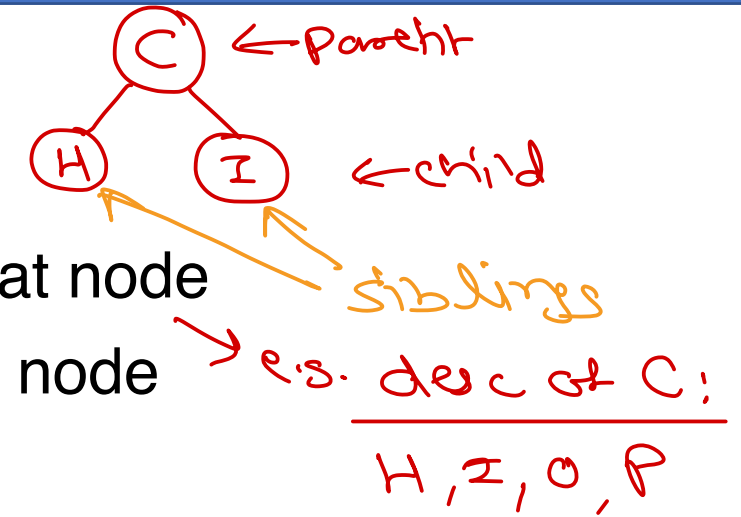 C ← parent
H I ← child
at node
siblings
node
e.g. desc of C:
H, I, O, P